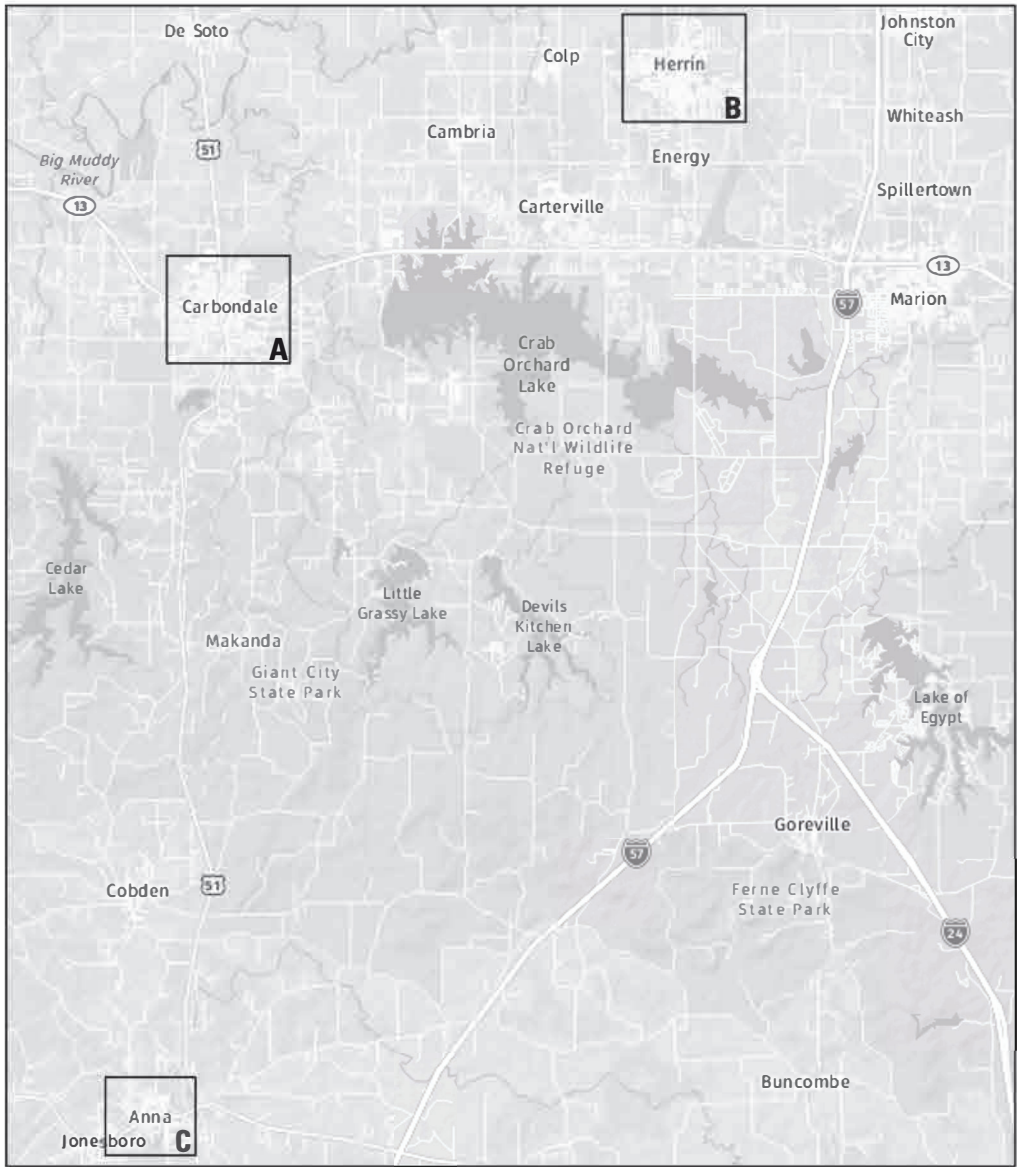 De Soto
Colp
Herrin
B
Johnston
City
Whiteash
Cambria
51
Energy
Big Muddy
River
13
Spillertown
Carterville
13
Carbondale
A
57
Marion
Crab
Orchard
Lake
Crab Orchard
Nat'l Wildlife
Refuge
Cedar
Lake
Little
Grassy Lake
Devils
Kitchen
Lake
Makanda
Giant City
State Park
Lake of
Egypt
Goreville
57
Cobden
51
Ferne Clyffe
State Park
24
Buncombe
Anna
Jonesboro
C